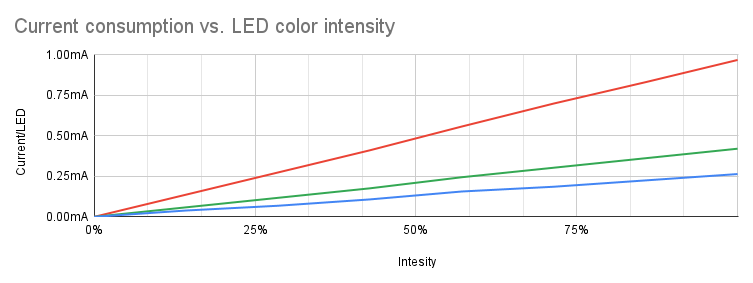 Current consumption vs. LED color intensity
1.00mA
0.75mA
0.50mA
0.25mA
0.00mA
Current/LED
0%
25%
50%
75%
Intesity